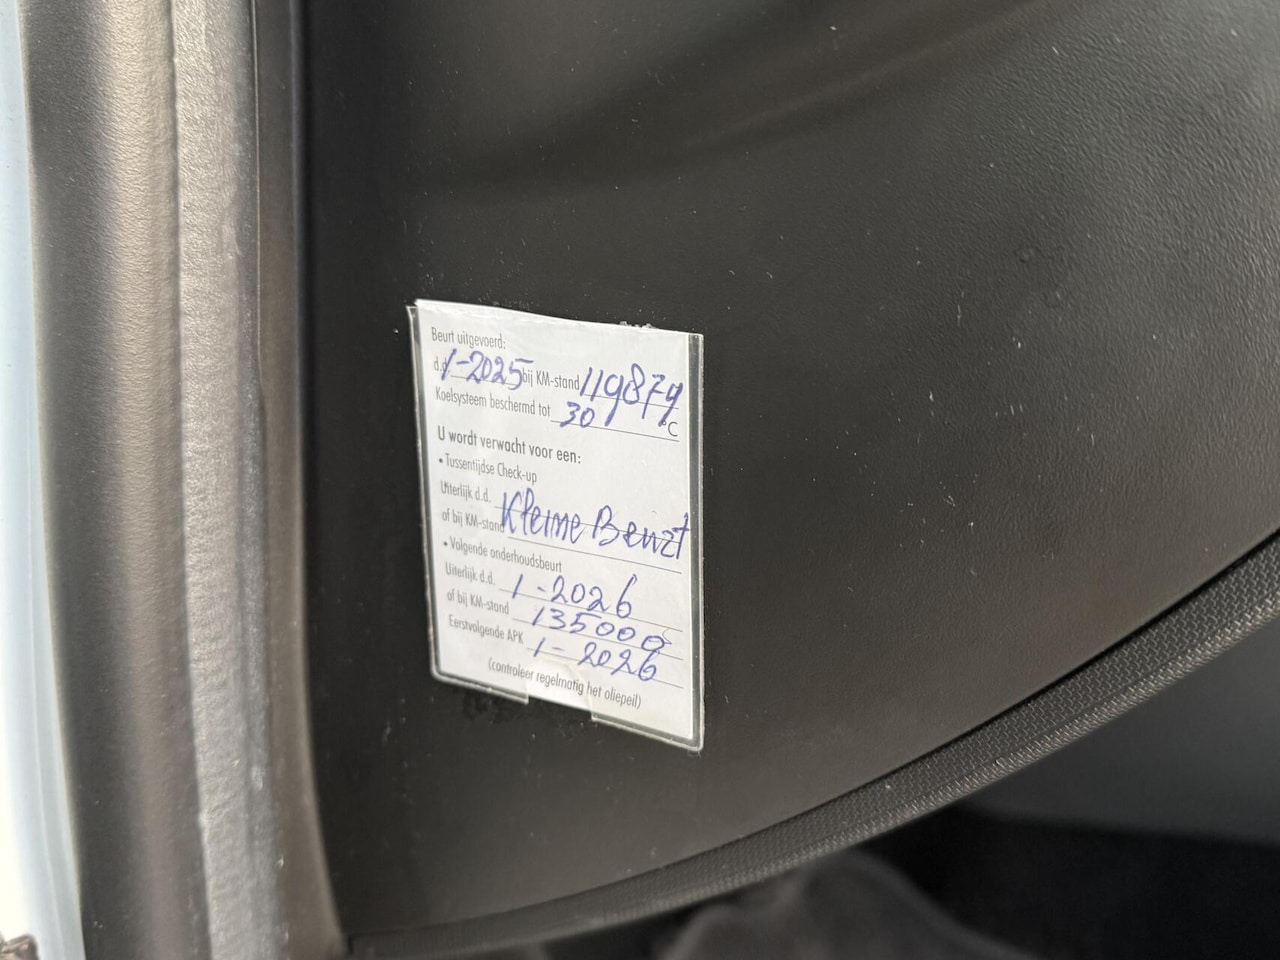 Beurt uitgevoerd:
d.d. 1-2025 bij KM-stand 119879
Koelsysteem beschermd tot 30 °C
U wordt verwacht voor een:
• Tussentijdse Check-up
Uiterlijk d.d.
of bij KM-stand Kleine Beurt
• Volgende onderhoudsbeurt
Uiterlijk d.d. 1-2026
of bij KM-stand 135000
Eerstvolgende APK 1-2026
(controleer regelmatig het oliepeil)